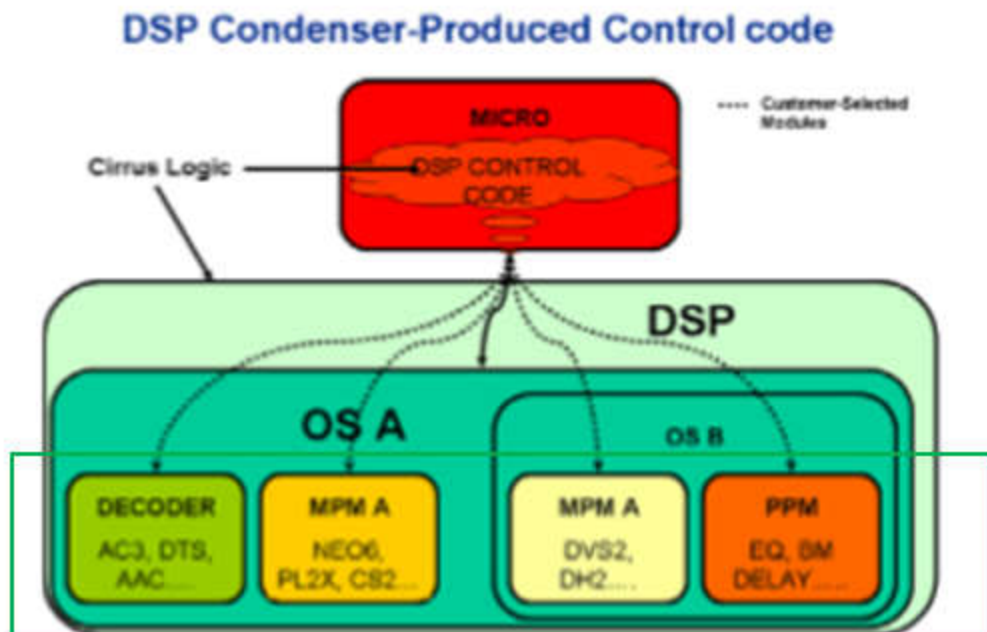 DSP Condenser-Produced Control code
MICRO
Customer-Selected
Modules
Cirrus Logic
DSP CONTROL
CODE
DSP
OS A
OS B
DECODER
AC3, DTS,
AAC....
MPM A
NEO6,
PL2X, CS2...
MPM A
DVS2,
DH2....
PPM
EQ, BM
DELAY.....